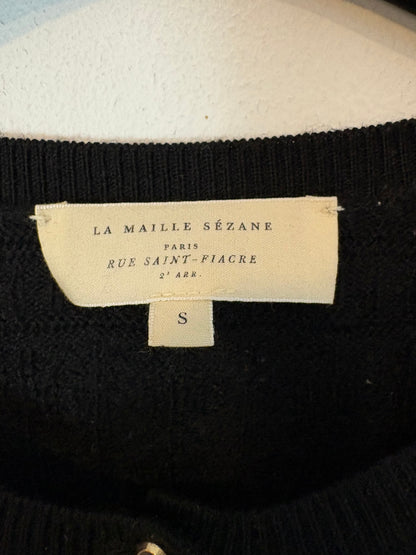 LA MAILLE SÉZANE
PARIS
RUE SAINT-FIACRE
2ᵉ ARR.
S